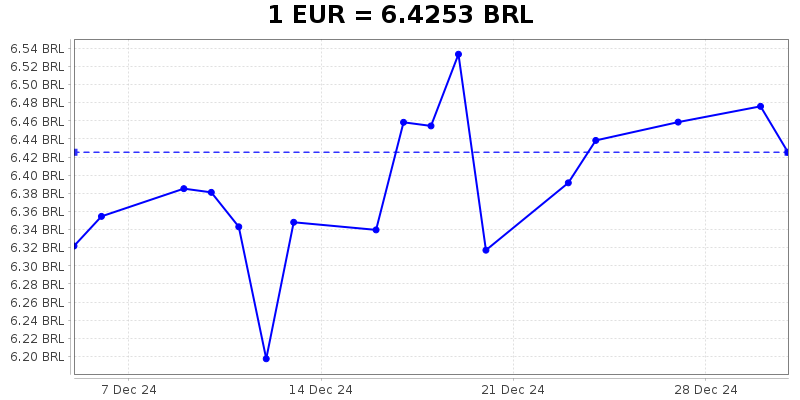 1 EUR = 6.4253 BRL
6.54 BRL
6.52 BRL
6.50 BRL
6.48 BRL
6.46 BRL
6.44 BRL
6.42 BRL
6.40 BRL
6.38 BRL
6.36 BRL
6.34 BRL
6.32 BRL
6.30 BRL
6.28 BRL
6.26 BRL
6.24 BRL
6.22 BRL
6.20 BRL
7 Dec 24 14 Dec 24 21 Dec 24 28 Dec 24